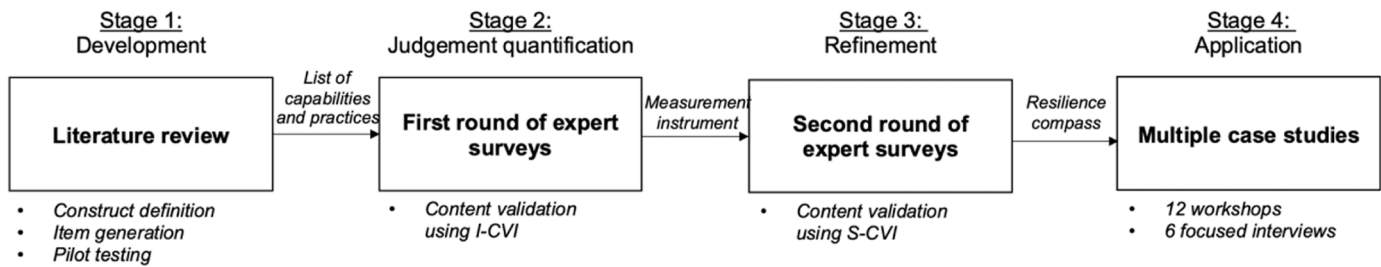 Stage 1:
Development
Stage 2:
Judgement quantification
Stage 3:
Refinement
Stage 4:
Application
Literature review
List of
capabilities
and practices
First round of expert
surveys
Measurement
instrument
Second round of
expert surveys
Resilience
compass
Multiple case studies
• Construct definition
• Item generation
• Pilot testing
• Content validation
using I-CVI
• Content validation
using S-CVI
• 12 workshops
• 6 focused interviews